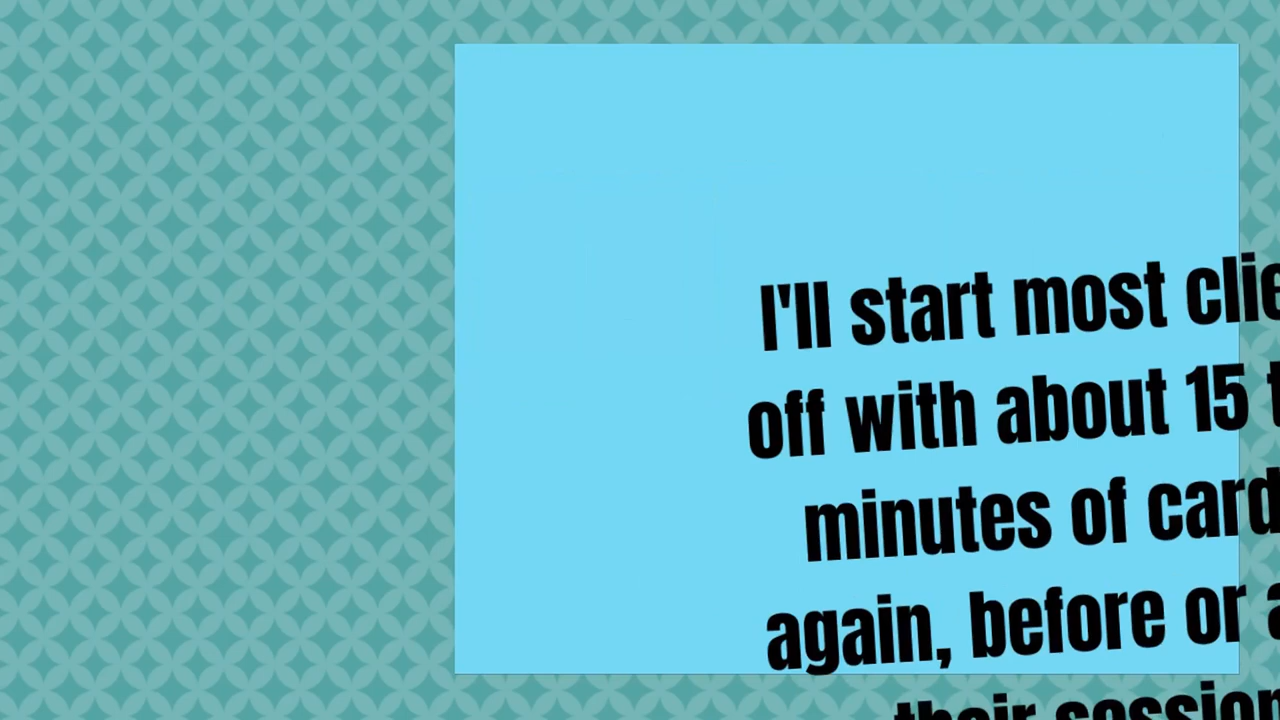 I'll start most clie
off with about 15 t
minutes of card
again, before or a
their session